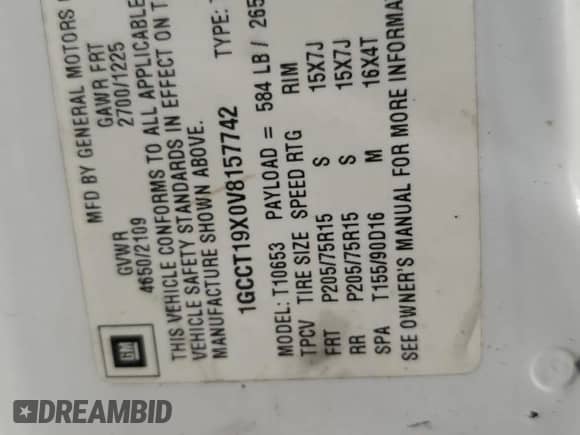 MFD BY GENERAL MOTORS
GVWR GAWR FRT
4650/2109 2700/1225
THIS VEHICLE CONFORMS TO ALL APPLICABLE
VEHICLE SAFETY STANDARDS IN EFFECT ON
MANUFACTURE SHOWN ABOVE.
1GCCT19X0V8157742 TYPE:
MODEL: T10653 PAYLOAD = 584 LB / 265
TPCV TIRE SIZE SPEED RTG RIM
FRT P205/75R15 S 15X7J
RR P205/75R15 S 15X7J
SPA T155/90D16 M 16X4T
SEE OWNER'S MANUAL FOR MORE INFORMA
GM
DREAMBID